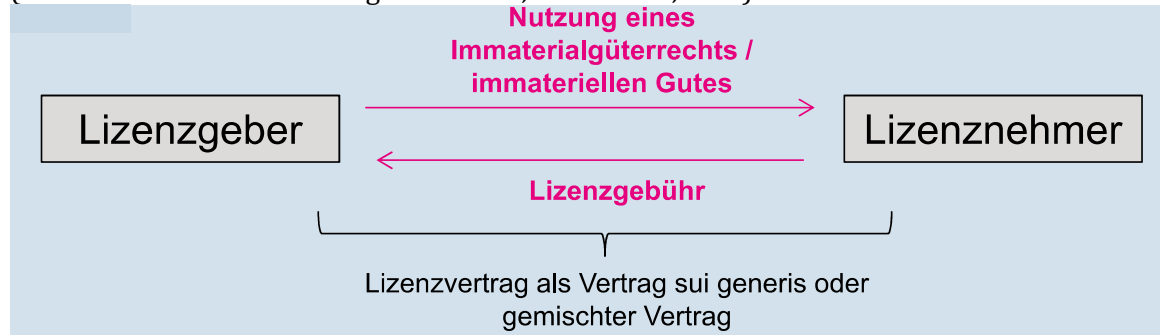 Nutzung eines
Immaterialgüterrechts /
immateriellen Gutes
Lizenzgeber
Lizenznehmer
Lizenzgebühr
Lizenzvertrag als Vertrag sui generis oder
gemischter Vertrag